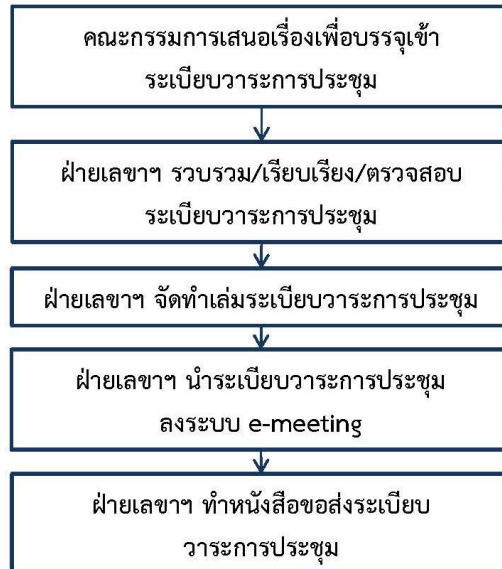 คณะกรรมการเสนอเรื่องเพื่อบรรจุเข้า
ระเบียบวาระการประชุม
ฝ่ายเลขาฯ รวบรวม/เรียบเรียง/ตรวจสอบ
ระเบียบวาระการประชุม
ฝ่ายเลขาฯ จัดทำเล่มระเบียบวาระการประชุม
ฝ่ายเลขาฯ นำระเบียบวาระการประชุม
ลงระบบ e-meeting
ฝ่ายเลขาฯ ทำหนังสือขอส่งระเบียบ
วาระการประชุม